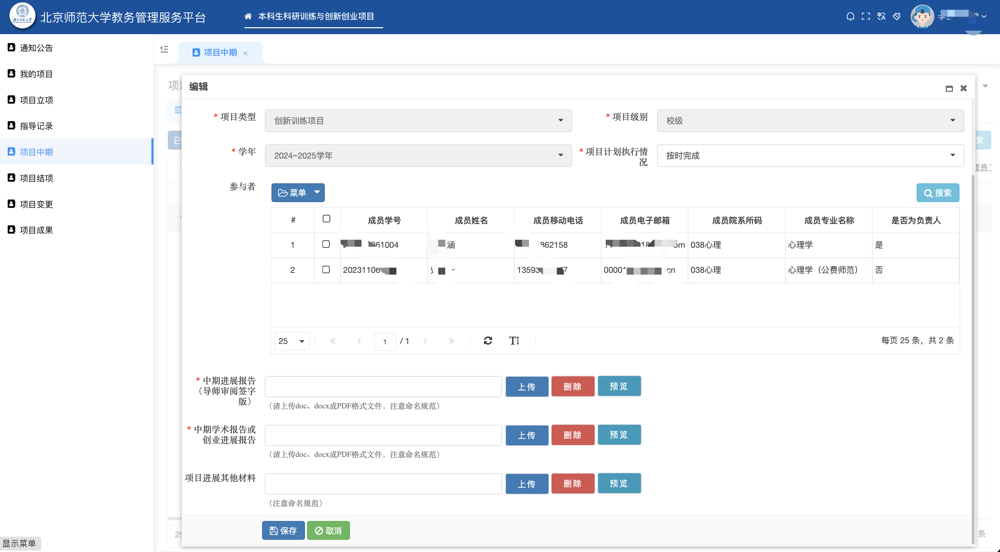 北京师范大学教务管理服务平台
本科生科研训练与创新创业项目
通知公告
我的项目
项目立项
指导记录
项目中期
项目结项
项目变更
项目成果
显示菜单
项目中期
编辑
* 项目类型
创新训练项目
* 项目级别
校级
* 学年
2024~2025学年
* 项目计划执行情
况
按时完成
参与者
菜单
搜索
# 成员学号 成员姓名 成员移动电话 成员电子邮箱 成员院系所码 成员专业名称 是否为负责人
1 061004 涵 862158 om 038心理 心理学 是
2 2023110 1359 0000 cn 038心理 心理学（公费师范） 否
25 1 / 1 每页 25 条，共 2 条
* 中期进展报告
（导师审阅签字
版）
上传 删除 预览
（请上传doc、docx或PDF格式文件，注意命名规范）
* 中期学术报告或
创业进展报告
上传 删除 预览
（请上传doc、docx或PDF格式文件，注意命名规范）
项目进展其他材料
上传 删除 预览
（注意命名规范）
保存 取消
索
条